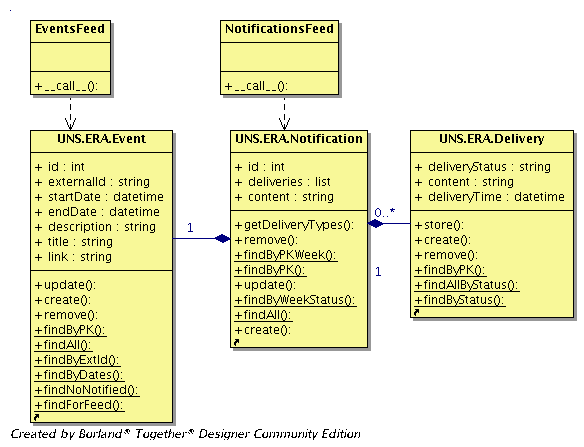 EventsFeed
+__call__():
NotificationsFeed
+__call__():
UNS.ERA.Event
+ id : int
+ externalId : string
+ startDate : datetime
+ endDate : datetime
+ description : string
+ title : string
+ link : string
+update():
+create():
+remove():
+findByPK():
+findAll():
+findByExtId():
+findByDates():
+findNoNotified():
+findForFeed():
1
UNS.ERA.Notification
+ id : int
+ deliveries : list
+ content : string
+getDeliveryTypes():
+remove():
+findByPKWeek():
+findByPK():
+update():
+findByWeekStatus():
+findAll():
+create():
0..*
1
UNS.ERA.Delivery
+ deliveryStatus : string
+ content : string
+ deliveryTime : datetime
+store():
+create():
+remove():
+findByPK():
+findAllByStatus():
+findByStatus():
Created by Borland® Together® Designer Community Edition